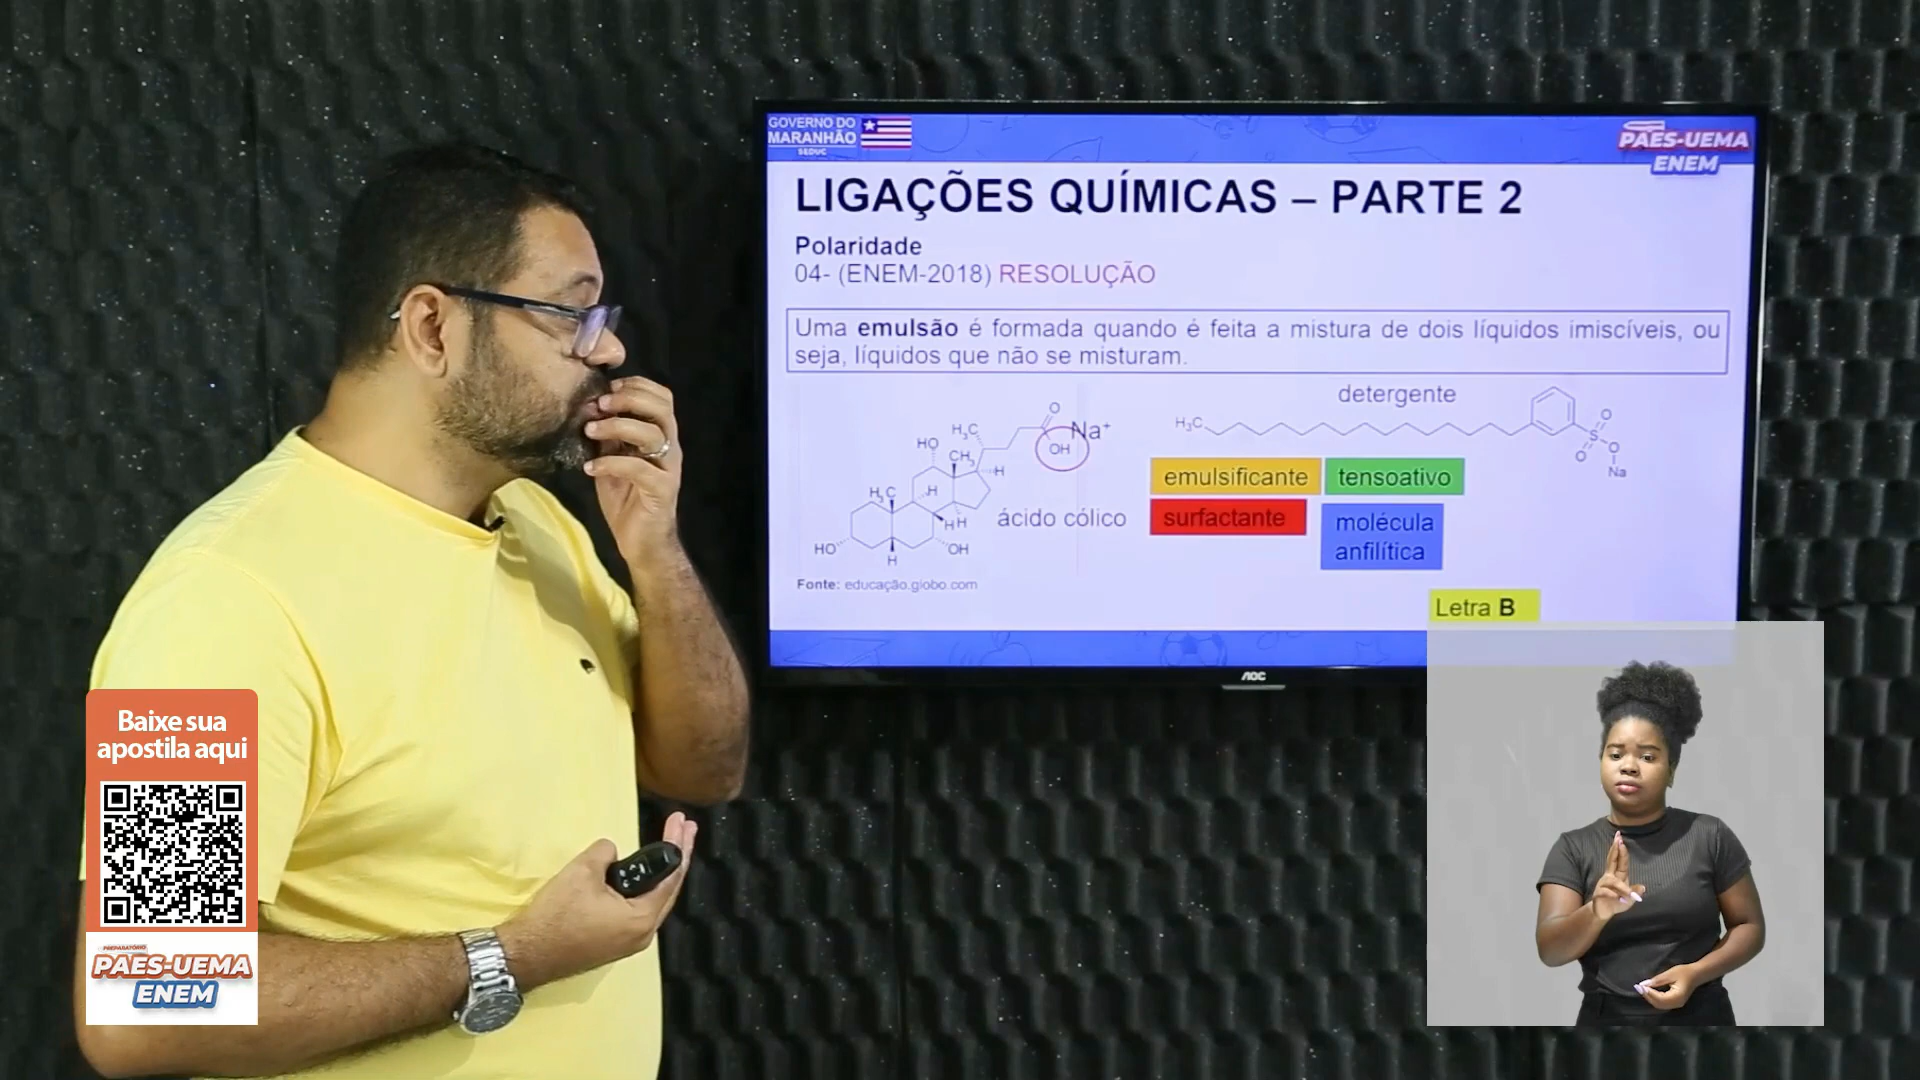 GOVERNO DO
MARANHÃO
SEDUC
PAES-UEMA
ENEM
LIGAÇÕES QUÍMICAS – PARTE 2
Polaridade
04- (ENEM-2018) RESOLUÇÃO
Uma emulsão é formada quando é feita a mistura de dois líquidos imiscíveis, ou
seja, líquidos que não se misturam.
detergente
H₃C
O
S
O
O
Na
O
Na⁺
OH
H₃C
HO
CH₃
H
H₃C
H
H
H
HO
OH
H
ácido cólico
emulsificante
tensoativo
surfactante
molécula
anfilítica
Fonte: educação.globo.com
Letra B
AOC
Baixe sua
apostila aqui
PREPARATÓRIO
PAES-UEMA
ENEM